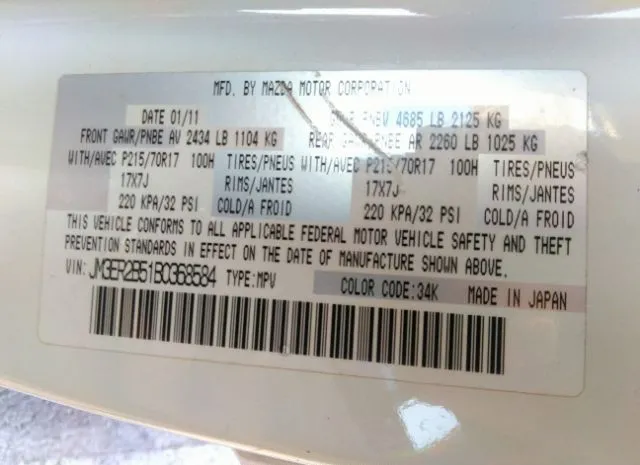 MFD. BY MAZDA MOTOR CORPORATION
DATE 01/11 GVWR/PNBV 4685 LB 2125 KG
FRONT GAWR/PNBE AV 2434 LB 1104 KG REAR GAWR/PNBE AR 2260 LB 1025 KG
WITH/AVEC P215/70R17 100H TIRES/PNEUS WITH/AVEC P215/70R17 100H TIRES/PNEUS
17X7J RIMS/JANTES 17X7J RIMS/JANTES
220 KPA/32 PSI COLD/A FROID 220 KPA/32 PSI COLD/A FROID
THIS VEHICLE CONFORMS TO ALL APPLICABLE FEDERAL MOTOR VEHICLE SAFETY AND THEFT
PREVENTION STANDARDS IN EFFECT ON THE DATE OF MANUFACTURE SHOWN ABOVE.
VIN: JM3ER2B51B0368584 TYPE:MPV COLOR CODE:34K MADE IN JAPAN